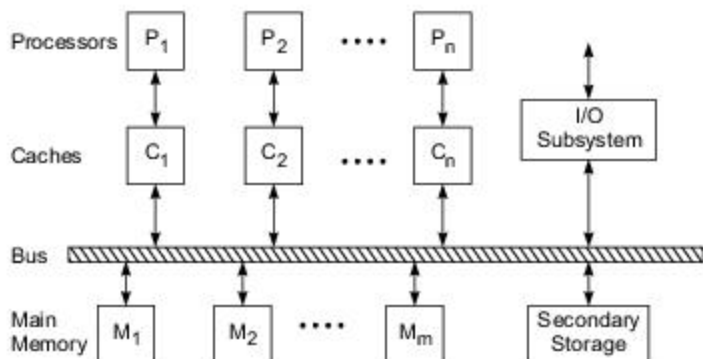 Processors P1 P2 •••• Pn
I/O
Subsystem
Caches C1 C2 •••• Cn
Bus
Main
Memory M1 M2 •••• Mm
Secondary
Storage